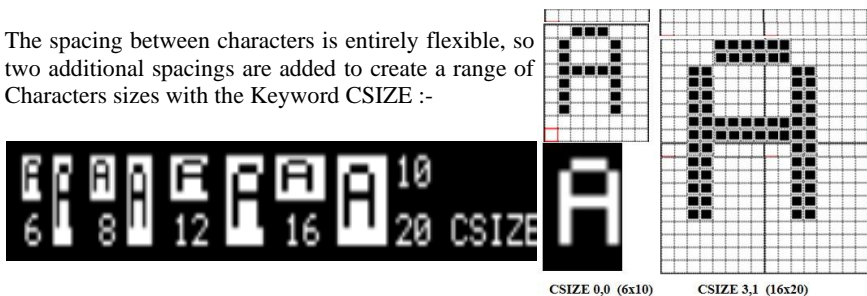 The spacing between characters is entirely flexible, so
two additional spacings are added to create a range of
Characters sizes with the Keyword CSIZE :-
A A A A A A A A 10
6 8 12 16 20 CSIZE
A A
A
CSIZE 0,0 (6x10) CSIZE 3,1 (16x20)